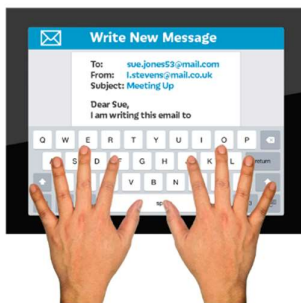 Write New Message
To: sue.jones53@mail.com
From: l.stevens@mail.co.uk
Subject: Meeting Up
Dear Sue,
I am writing this email to
Q W E R T Y U I O P
A S D T G H K L return
V B N